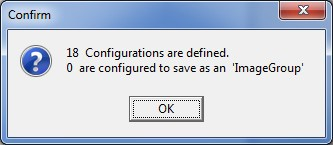 Confirm
18 Configurations are defined.
0 are configured to save as an 'ImageGroup'
OK